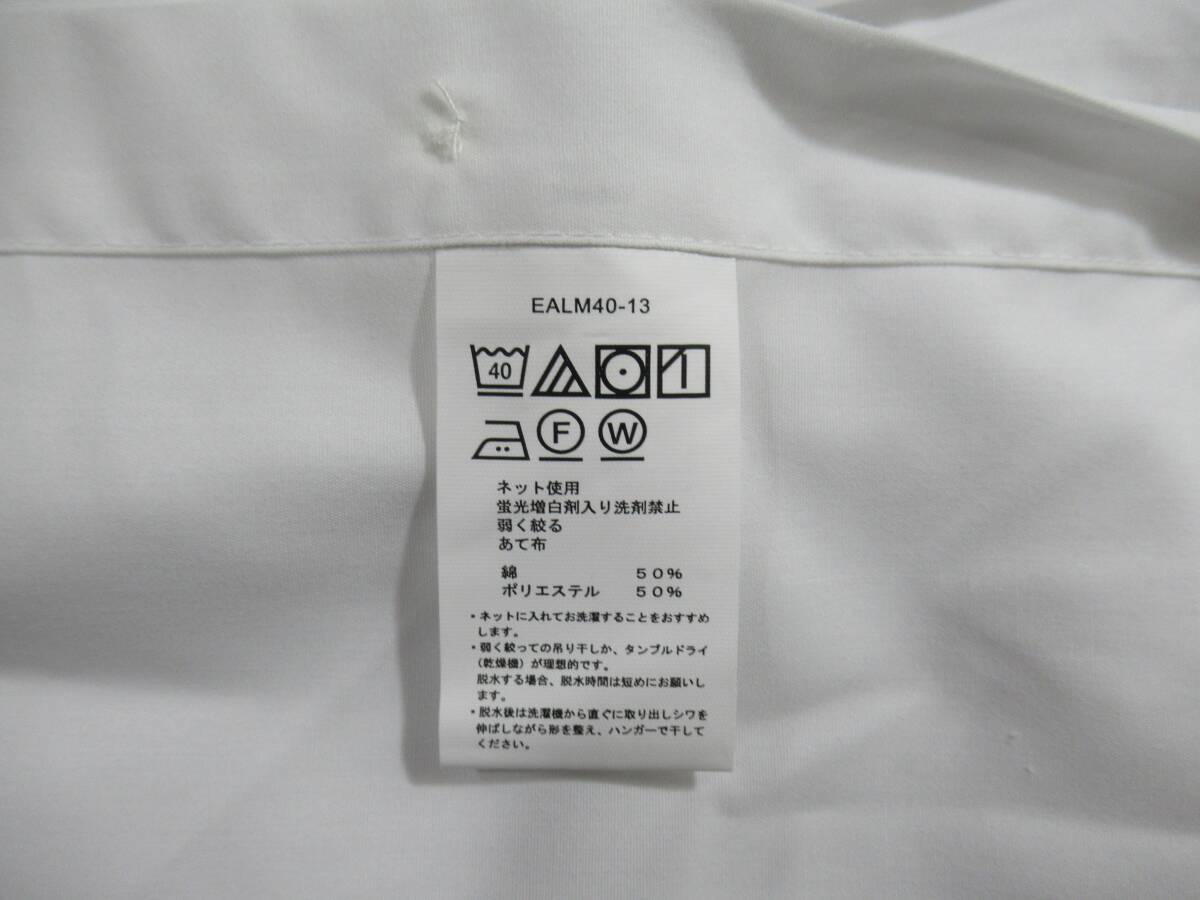 EALM40-13
40
F W
ネット使用
蛍光増白剤入り洗剤禁止
弱く絞る
あて布
綿 50%
ポリエステル 50%
・ネットに入れてお洗濯することをおすすめ
します。
・弱く絞っての吊り干しか、タンブルドライ
(乾燥機)が理想的です。
脱水する場合、脱水時間は短めにお願いし
ます。
・脱水後は洗濯機から直ぐに取り出しシワを
伸ばしながら形を整え、ハンガーで干して
ください。